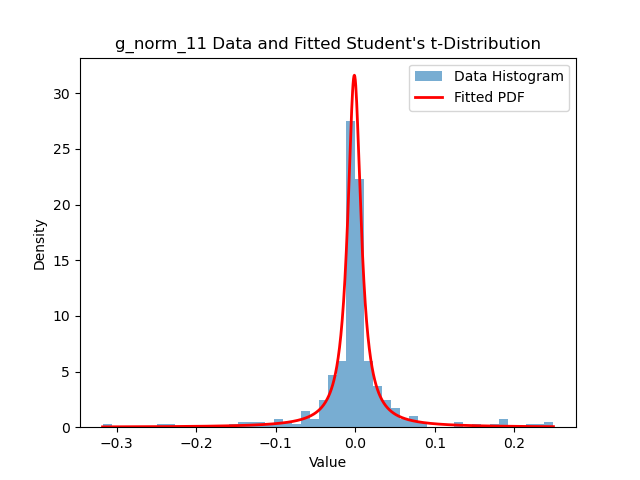 g_norm_11 Data and Fitted Student's t-Distribution
Data Histogram
Fitted PDF
30
25
20
15
10
5
0
Density
−0.3
−0.2
−0.1
0.0
0.1
0.2
Value